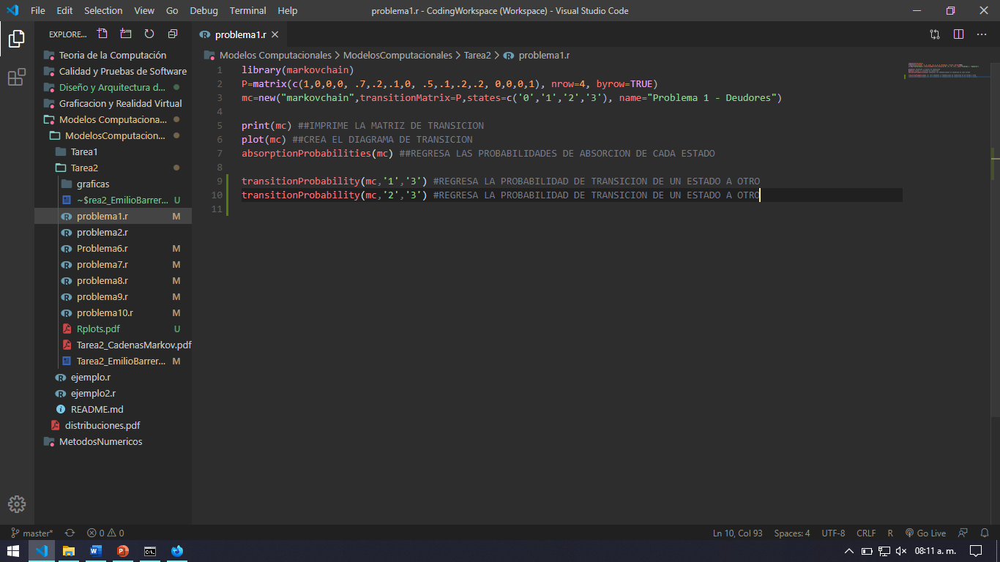 File Edit Selection View Go Debug Terminal Help
problema1.r - CodingWorkspace (Workspace) - Visual Studio Code
EXPLORE...
Teoria de la Computación
Calidad y Pruebas de Software
Diseño y Arquitectura d...
Graficacion y Realidad Virtual
Modelos Computaciona...
ModelosComputacion...
Tarea1
Tarea2
graficas
~$rea2_EmilioBarrer... U
problema1.r M
problema2.r
Problema6.r M
problema7.r M
problema8.r M
problema9.r M
problema10.r M
Rplots.pdf U
Tarea2_CadenasMarkov.pdf
Tarea2_EmilioBarrer... M
ejemplo.r
ejemplo2.r
README.md
distribuciones.pdf
MetodosNumericos
problema1.r
Modelos Computacionales > ModelosComputacionales > Tarea2 > problema1.r
1 library(markovchain)
2 P=matrix(c(1,0,0,0, .7,.2,.1,0, .5,.1,.2,.2, 0,0,0,1), nrow=4, byrow=TRUE)
3 mc=new("markovchain",transitionMatrix=P,states=c('0','1','2','3'), name="Problema 1 - Deudores")
4
5 print(mc) ##IMPRIME LA MATRIZ DE TRANSICION
6 plot(mc) ##CREA EL DIAGRAMA DE TRANSICION
7 absorptionProbabilities(mc) ##REGRESA LAS PROBABILIDADES DE ABSORCION DE CADA ESTADO
8
9 transitionProbability(mc,'1','3') #REGRESA LA PROBABILIDAD DE TRANSICION DE UN ESTADO A OTRO
10 transitionProbability(mc,'2','3') #REGRESA LA PROBABILIDAD DE TRANSICION DE UN ESTADO A OTRO
11
master* 0 0 Ln 10, Col 93 Spaces: 4 UTF-8 CRLF R Go Live
08:11 a. m.